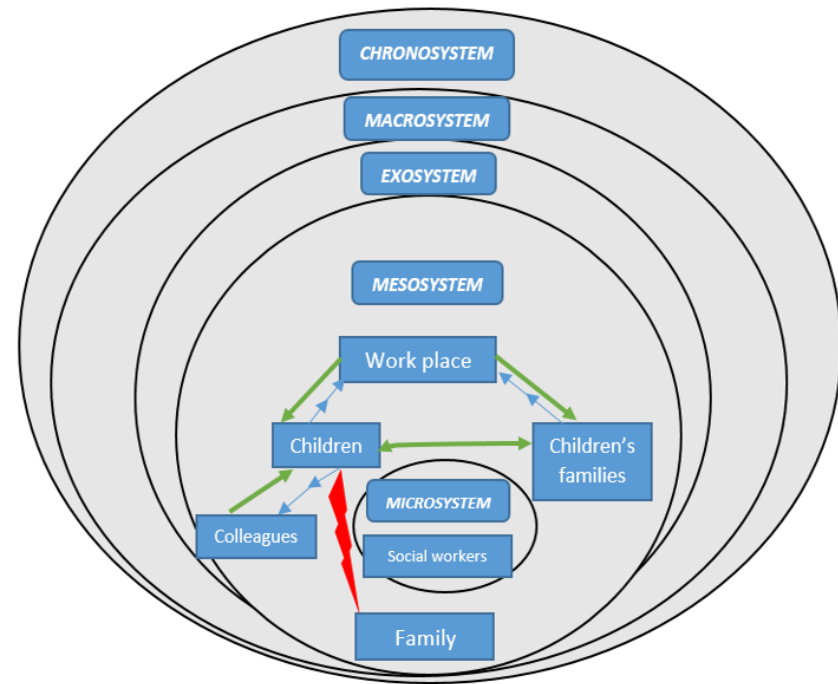 CHRONOSYSTEM
MACROSYSTEM
EXOSYSTEM
MESOSYSTEM
Work place
Children
Children's
families
MICROSYSTEM
Colleagues
Social workers
Family